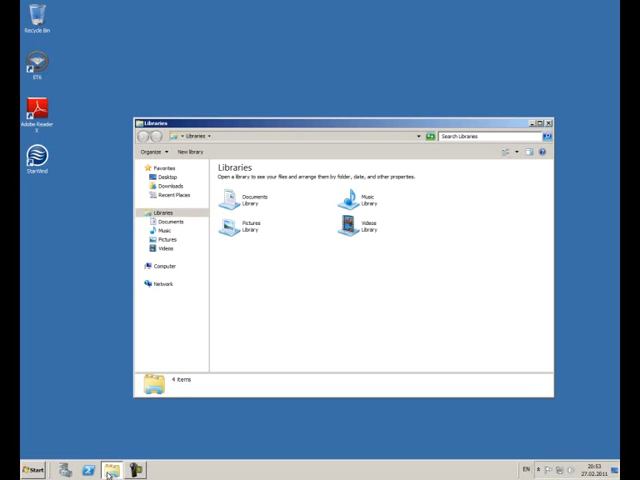 Recycle Bin
ET6
Adobe Reader
X
StarWind
Libraries
Libraries
Search Libraries
Organize
New library
Favorites
Desktop
Downloads
Recent Places
Libraries
Documents
Music
Pictures
Videos
Computer
Network
Libraries
Open a library to see your files and arrange them by folder, date, and other properties.
Documents
Library
Music
Library
Pictures
Library
Videos
Library
4 items
Start
EN
20:53
27.02.2011